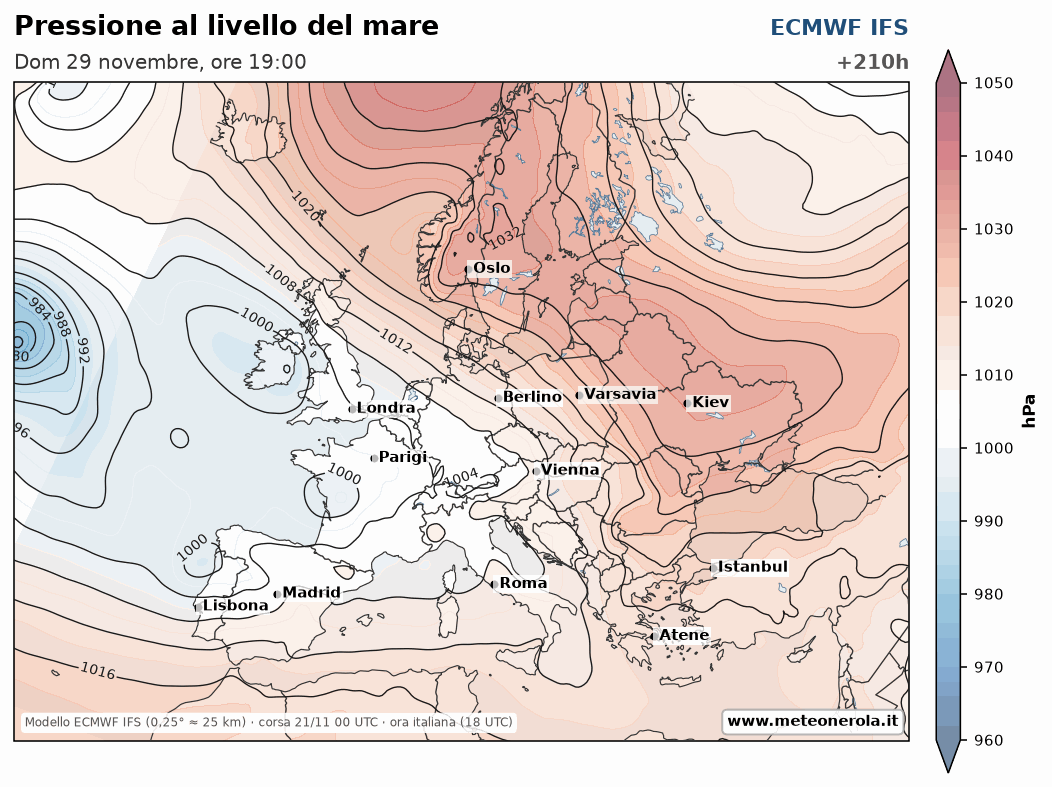 Pressione al livello del mare
ECMWF IFS
Dom 29 novembre, ore 19:00
+210h
1050
1040
1030
1020
1010
1000
990
980
970
960
hPa
1020
1032
Oslo
1008
1000
984
988
992
80
1012
96
Londra
Berlino
Varsavia
Kiev
Parigi
1000
1004
Vienna
1000
Roma
Istanbul
Madrid
Lisbona
Atene
1016
Modello ECMWF IFS (0,25° ≈ 25 km) · corsa 21/11 00 UTC · ora italiana (18 UTC)
www.meteonerola.it